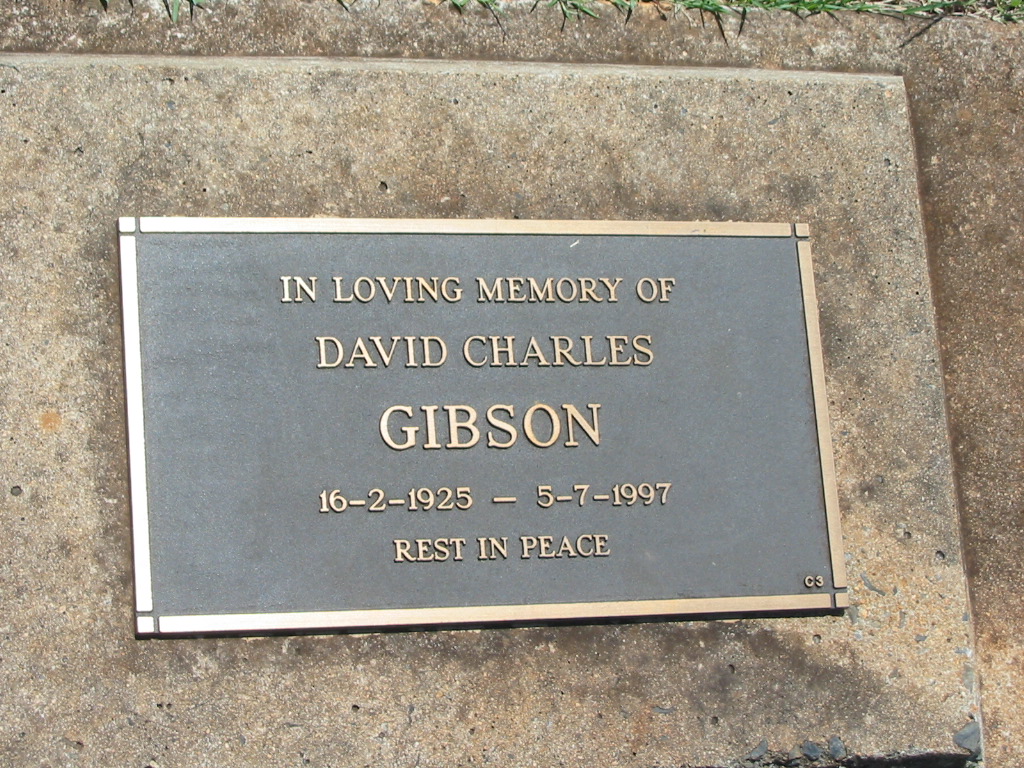 IN LOVING MEMORY OF
DAVID CHARLES
GIBSON
16-2-1925 — 5-7-1997
REST IN PEACE
C3